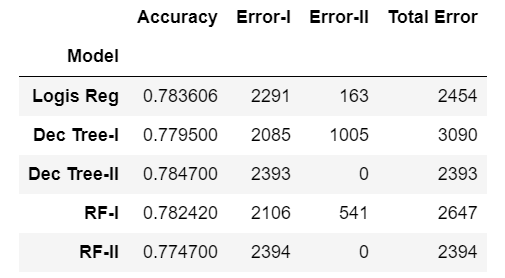 Accuracy Error-I Error-II Total Error
Model
Logis Reg 0.783606 2291 163 2454
Dec Tree-I 0.779500 2085 1005 3090
Dec Tree-II 0.784700 2393 0 2393
RF-I 0.782420 2106 541 2647
RF-II 0.774700 2394 0 2394